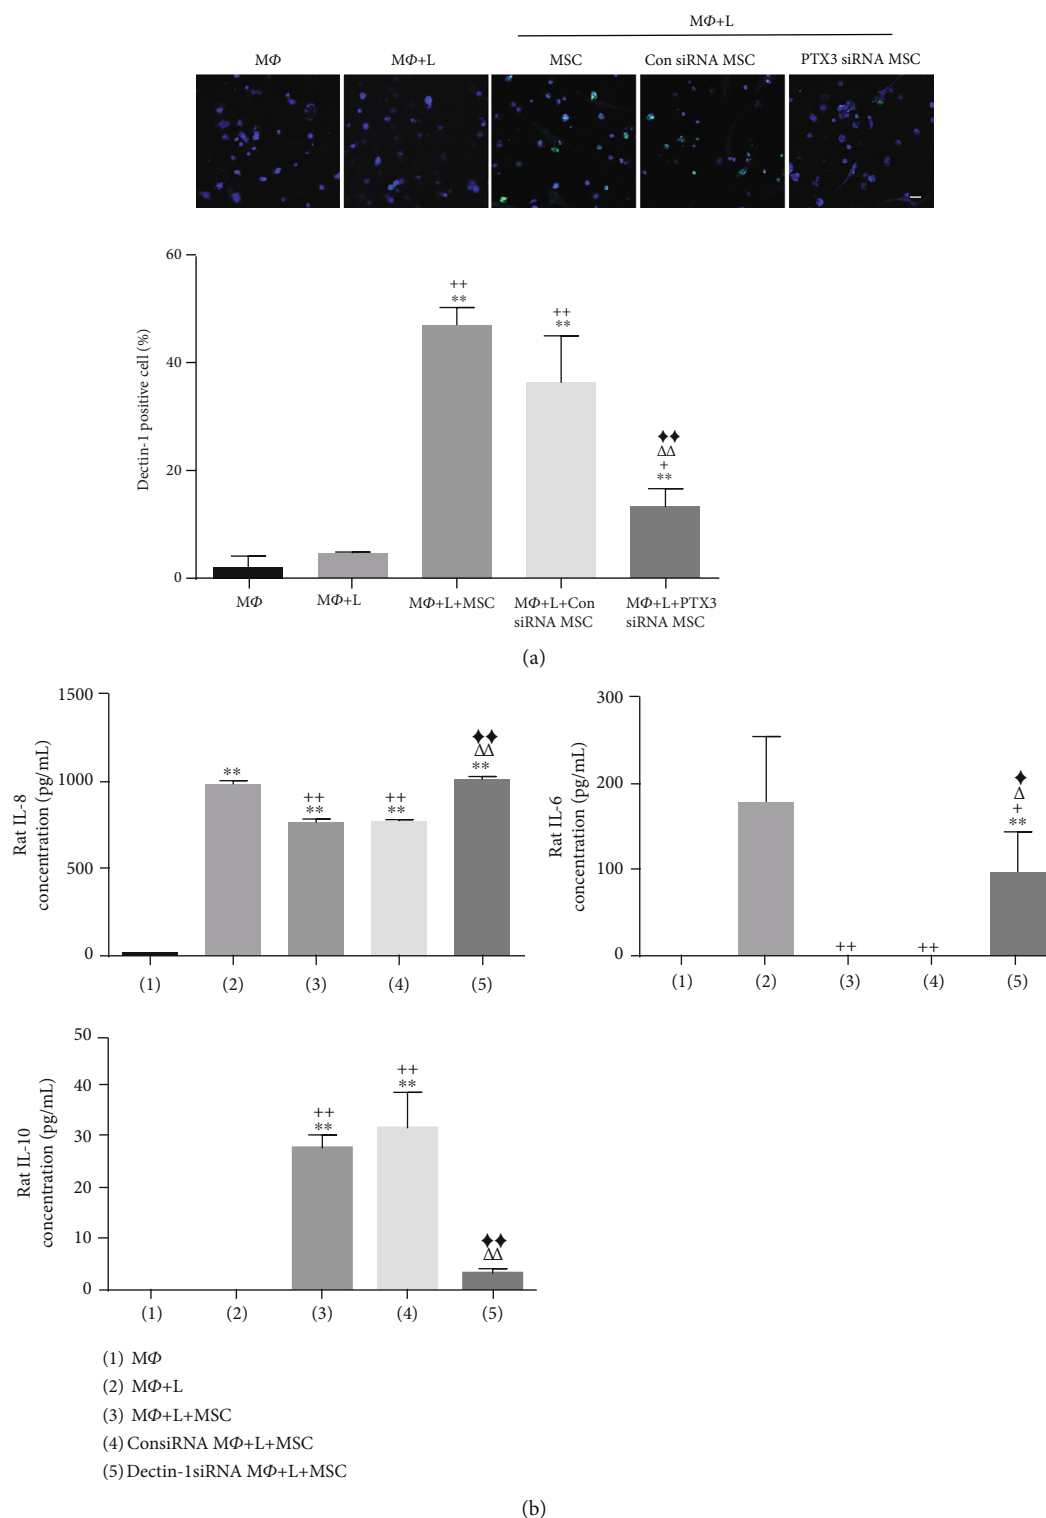 MΦ+L
MΦ
MΦ+L
MSC
Con siRNA MSC
PTX3 siRNA MSC
Dectin-1 positive cell (%)
60
40
20
0
++
**
++
**
✦✦
ΔΔ
+
**
MΦ
MΦ+L
MΦ+L+MSC
MΦ+L+Con
siRNA MSC
MΦ+L+PTX3
siRNA MSC
(a)
Rat IL-8
concentration (pg/mL)
1500
1000
500
0
**
++
**
++
**
✦✦
ΔΔ
**
(1)
(2)
(3)
(4)
(5)
Rat IL-6
concentration (pg/mL)
300
200
100
0
++
++
✦
Δ
+
**
(1)
(2)
(3)
(4)
(5)
Rat IL-10
concentration (pg/mL)
50
40
30
20
10
0
++
**
++
**
✦✦
ΔΔ
(1)
(2)
(3)
(4)
(5)
(1) MΦ
(2) MΦ+L
(3) MΦ+L+MSC
(4) ConsiRNA MΦ+L+MSC
(5) Dectin-1siRNA MΦ+L+MSC
(b)